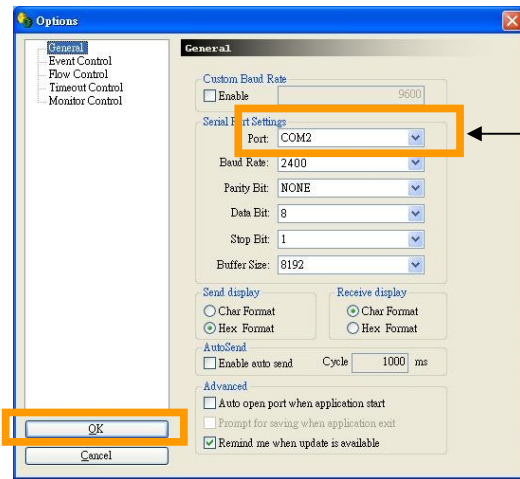 Options
General
Event Control
Flow Control
Timeout Control
Monitor Control
OK
Cancel
General
Custom Baud Rate
Enable 9600
Serial Port Settings
Port: COM2
Baud Rate: 2400
Parity Bit: NONE
Data Bit: 8
Stop Bit: 1
Buffer Size: 8192
Send display
Char Format
Hex Format
Receive display
Char Format
Hex Format
AutoSend
Enable auto send Cycle 1000 ms
Advanced
Auto open port when application start
Prompt for saving when application exit
Remind me when update is available